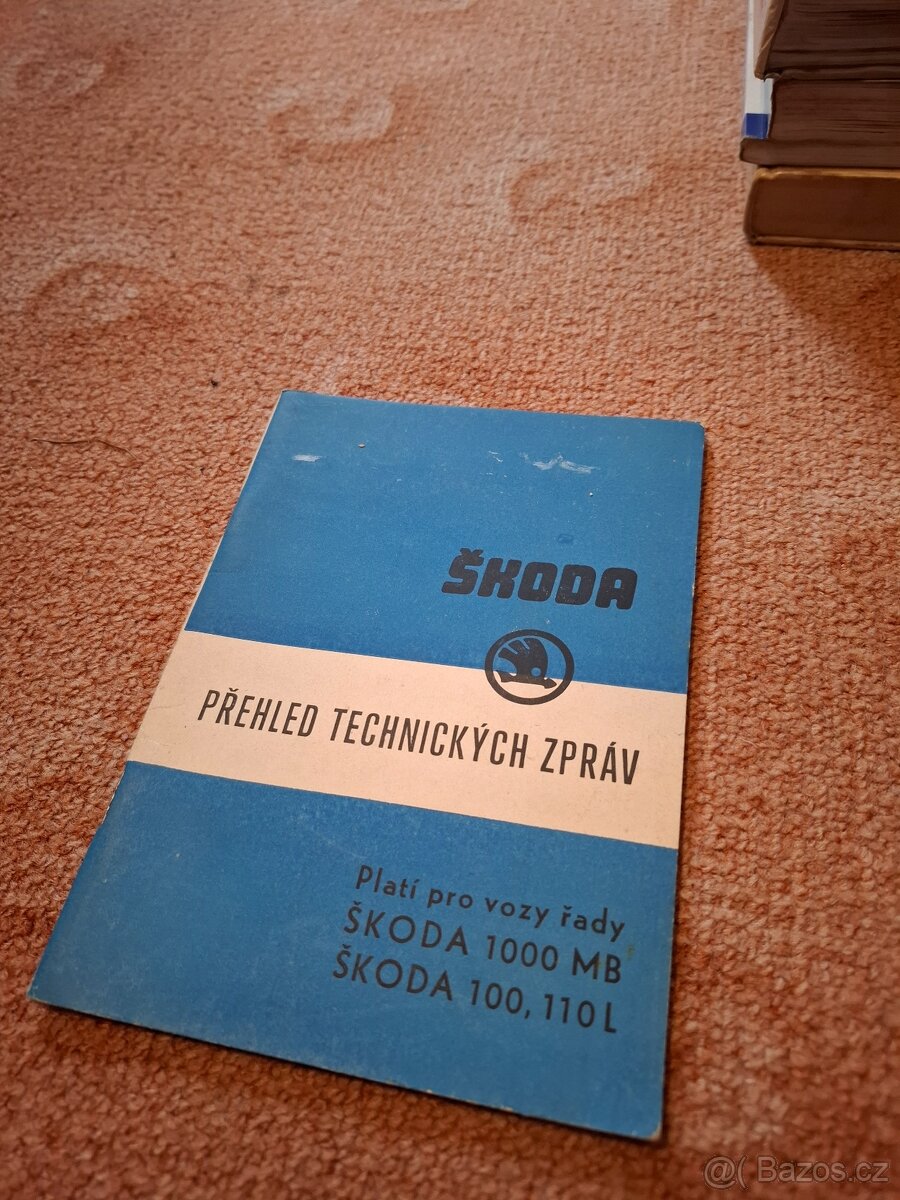 ŠKODA
PŘEHLED TECHNICKÝCH ZPRÁV
Platí pro vozy řady
ŠKODA 1000 MB
ŠKODA 100, 110 L
@( Bazos.cz